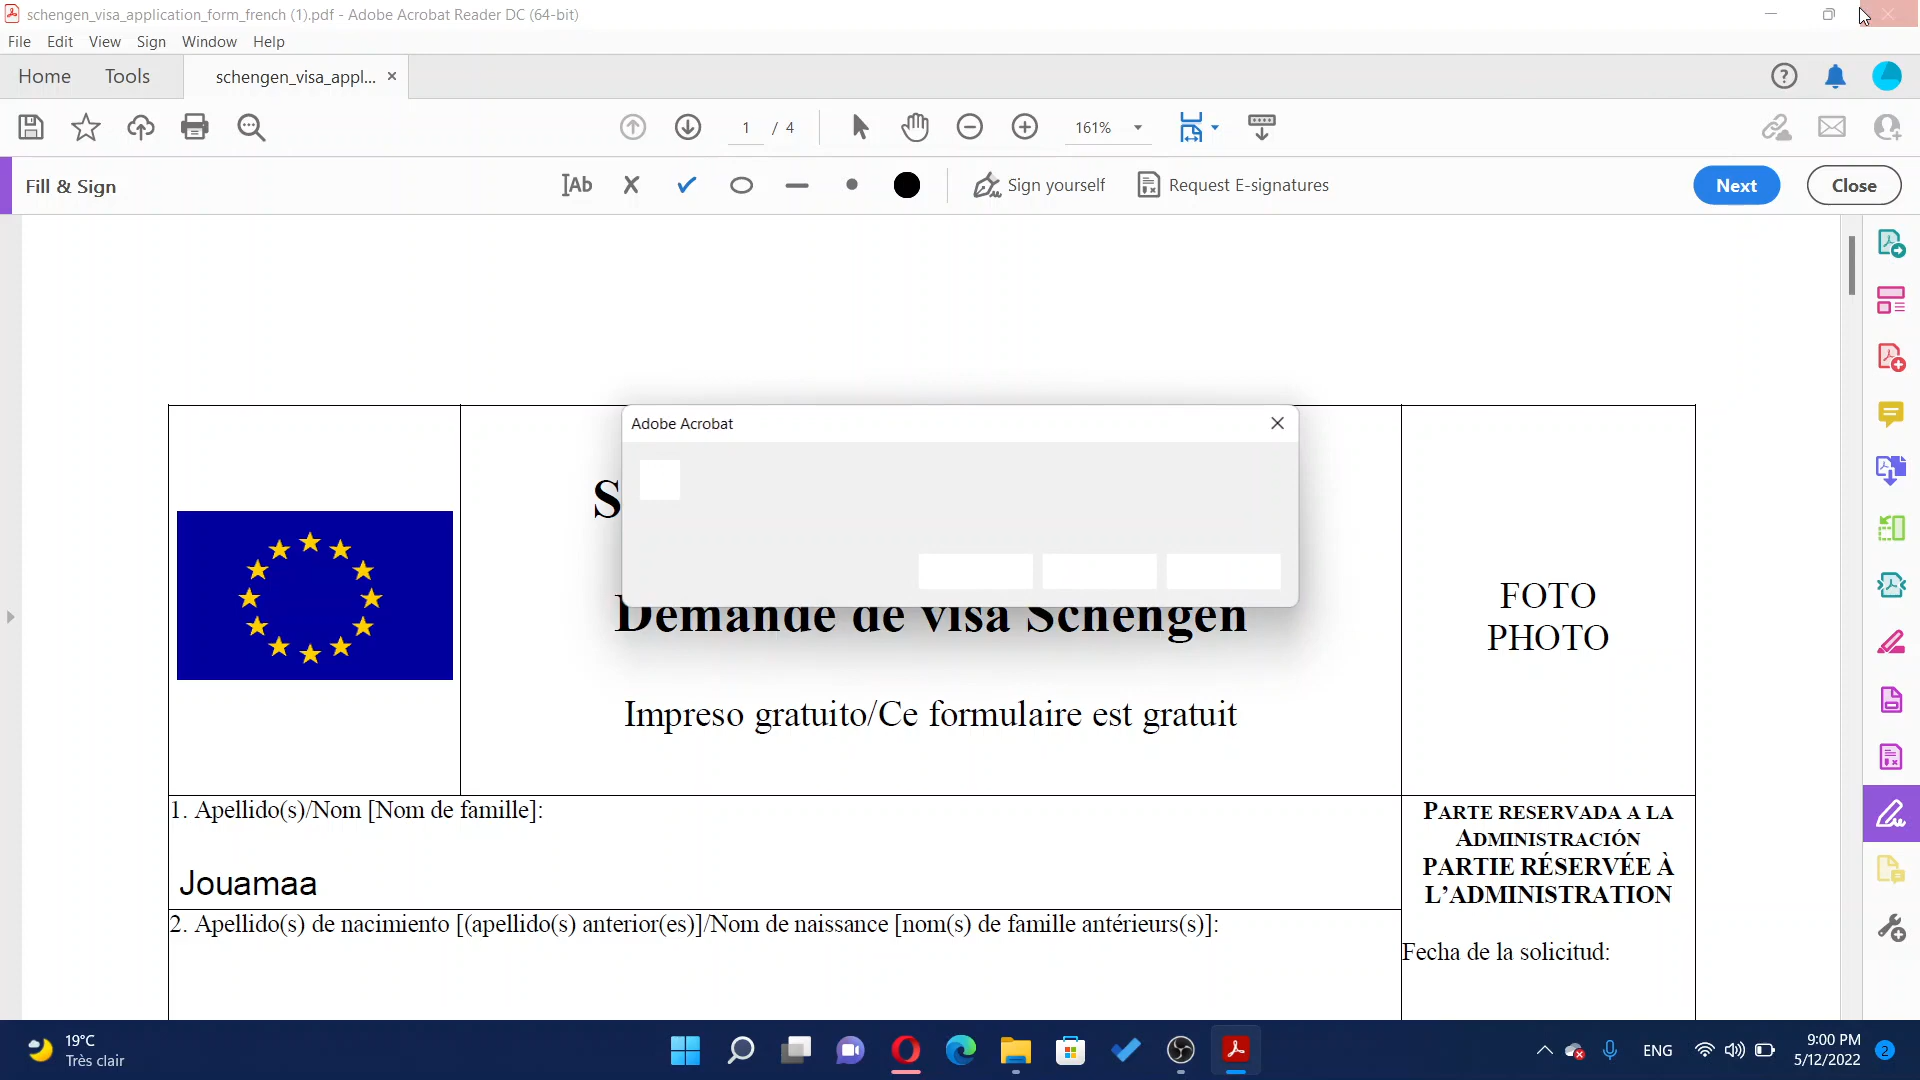 schengen_visa_application_form_french (1).pdf - Adobe Acrobat Reader DC (64-bit)
File Edit View Sign Window Help
Home Tools schengen_visa_appl...
1 / 4 161%
Fill & Sign
Ab Sign yourself Request E-signatures Next Close
Adobe Acrobat
S
Demande de visa Schengen
Impreso gratuito/Ce formulaire est gratuit
FOTO
PHOTO
1. Apellido(s)/Nom [Nom de famille]:
Jouamaa
2. Apellido(s) de nacimiento [(apellido(s) anterior(es)]/Nom de naissance [nom(s) de famille antérieurs(s)]:
PARTE RESERVADA A LA
ADMINISTRACIÓN
PARTIE RÉSERVÉE À
L’ADMINISTRATION
Fecha de la solicitud:
19°C
Très clair
ENG
9:00 PM
5/12/2022
2